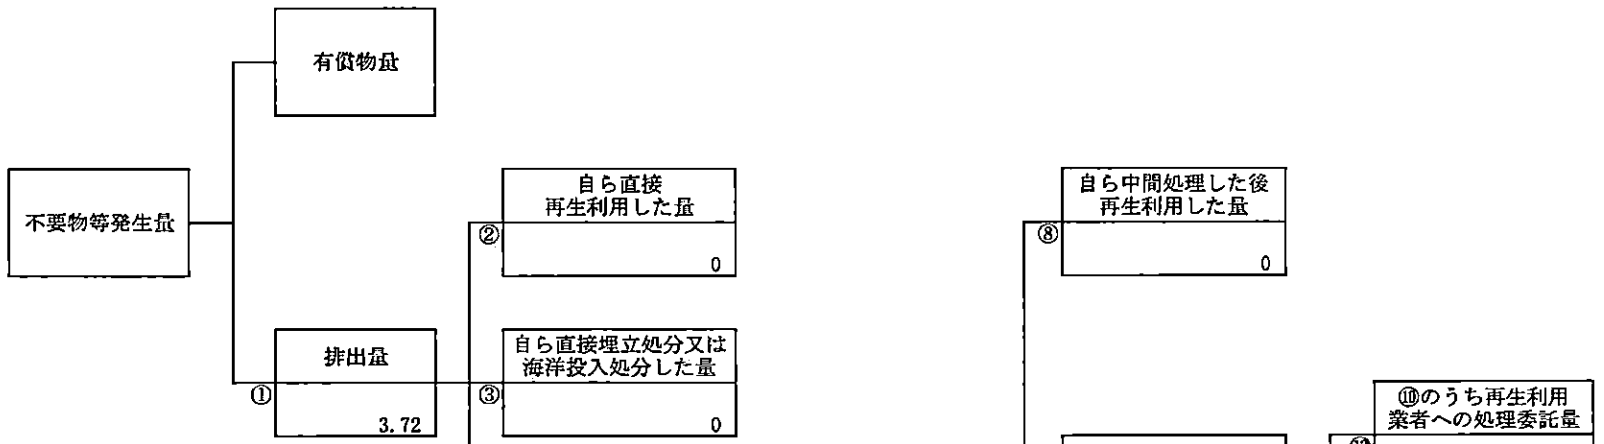 有償物量
不要物等発生量
自ら直接
再生利用した量
②
0
自ら中間処理した後
再生利用した量
⑧
0
排出量
①
3.72
自ら直接埋立処分又は
海洋投入処分した量
③
0
⑩のうち再生利用
業者への処理委託量